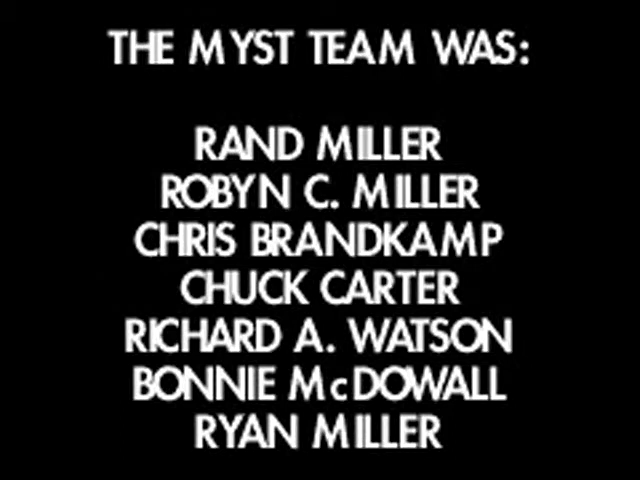 THE MYST TEAM WAS:
RAND MILLER
ROBYN C. MILLER
CHRIS BRANDKAMP
CHUCK CARTER
RICHARD A. WATSON
BONNIE McDOWALL
RYAN MILLER